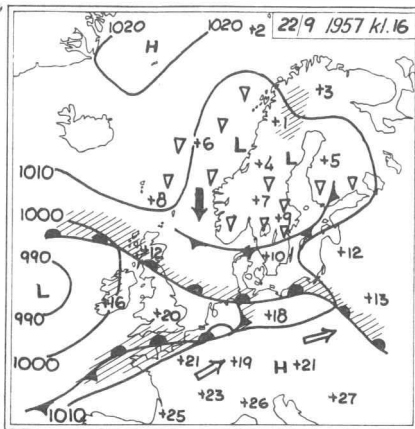 22/9 1957 kl.16
1020 1020 +2°
H
+3
+1
+6 L L
+4 +5
1010
+8 +7
+9
1000
+12 +10 +12
990
L +16 +13
+20 +18
990
1000 +21 +19 H +21
+23
+26 +27
1010 +25